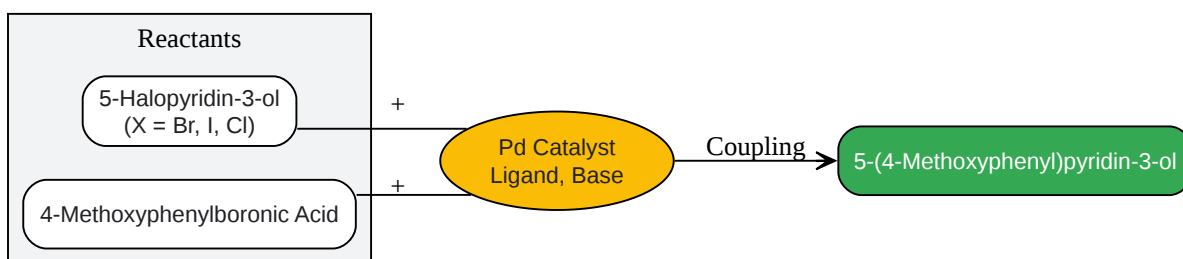 Reactants
5-Halopyridin-3-ol
(X = Br, I, Cl)
+
4-Methoxyphenylboronic Acid
+
Pd Catalyst
Ligand, Base
Coupling
5-(4-Methoxyphenyl)pyridin-3-ol